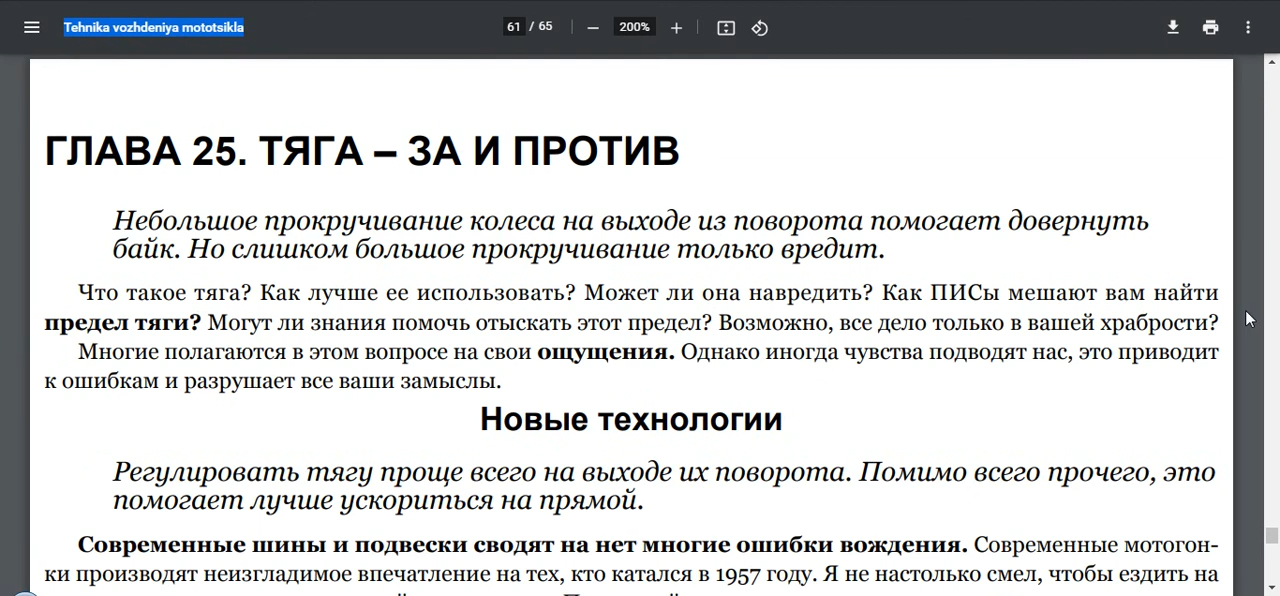 Tehnika vozhdeniya mototsikla
61 / 65
200%
ГЛАВА 25. ТЯГА – ЗА И ПРОТИВ
Небольшое прокручивание колеса на выходе из поворота помогает довернуть
байк. Но слишком большое прокручивание только вредит.
Что такое тяга? Как лучше ее использовать? Может ли она навредить? Как ПИСы мешают вам найти
предел тяги? Могут ли знания помочь отыскать этот предел? Возможно, все дело только в вашей храбрости?
Многие полагаются в этом вопросе на свои ощущения. Однако иногда чувства подводят нас, это приводит
к ошибкам и разрушает все ваши замыслы.
Новые технологии
Регулировать тягу проще всего на выходе их поворота. Помимо всего прочего, это
помогает лучше ускориться на прямой.
Современные шины и подвески сводят на нет многие ошибки вождения. Современные мотогон-
ки производят неизгладимое впечатление на тех, кто катался в 1957 году. Я не настолько смел, чтобы ездить на